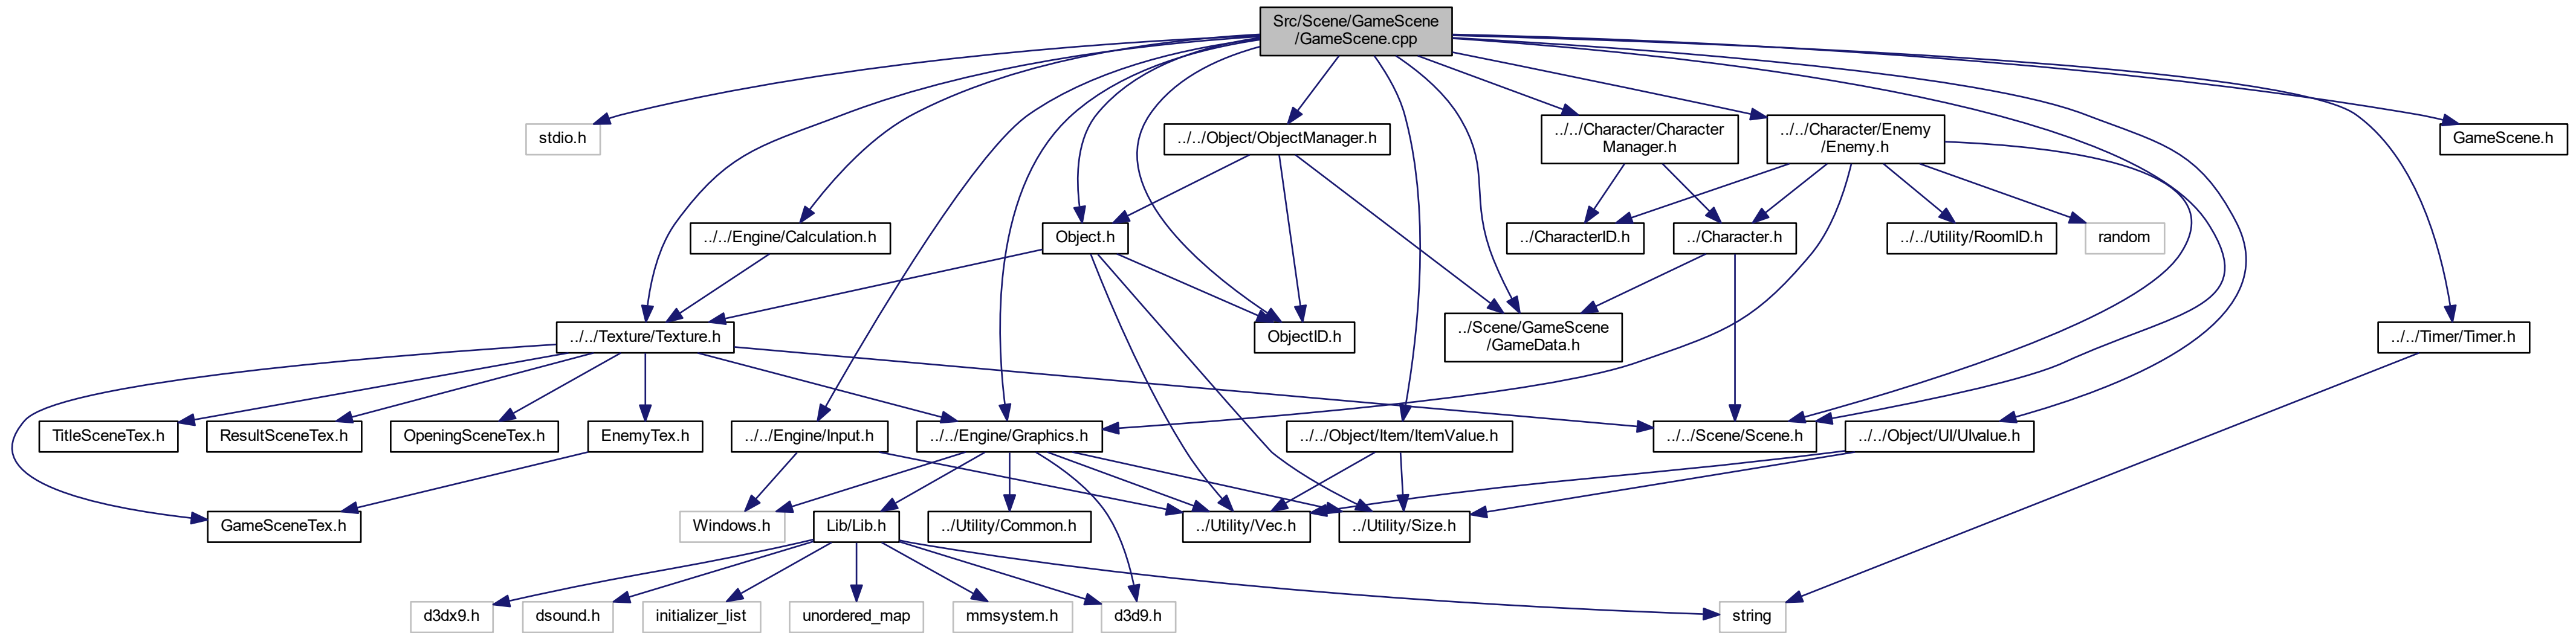 Src/Scene/GameScene
/GameScene.cpp
stdio.h
../../Object/ObjectManager.h
../../Character/Character
Manager.h
../../Character/Enemy
/Enemy.h
GameScene.h
../../Engine/Calculation.h
Object.h
../CharacterID.h
../Character.h
../../Utility/RoomID.h
random
../../Texture/Texture.h
ObjectID.h
../Scene/GameScene
/GameData.h
../../Timer/Timer.h
TitleSceneTex.h
ResultSceneTex.h
OpeningSceneTex.h
EnemyTex.h
../../Engine/Input.h
../../Engine/Graphics.h
../../Object/Item/ItemValue.h
../../Scene/Scene.h
../../Object/UI/UIvalue.h
GameSceneTex.h
Windows.h
Lib/Lib.h
../Utility/Common.h
../Utility/Vec.h
../Utility/Size.h
d3dx9.h
dsound.h
initializer_list
unordered_map
mmsystem.h
d3d9.h
string